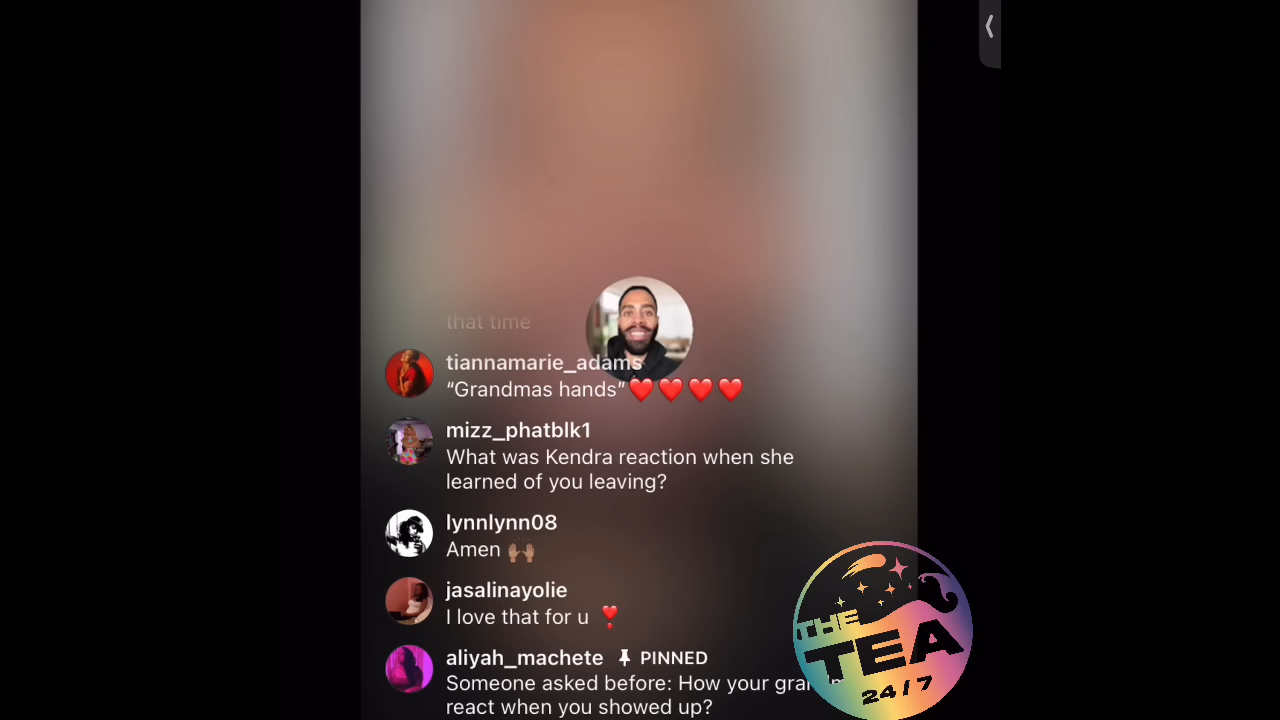 that time
tiannamarie_adams
“Grandmas hands”❤️❤️❤️❤️
mizz_phatblk1
What was Kendra reaction when she
learned of you leaving?
lynnlynn08
Amen 🙌🏽
jasalinayolie
I love that for u ❣️
aliyah_machete 📌 PINNED
Someone asked before: How your
react when you showed up?
THE
TEA
24/7